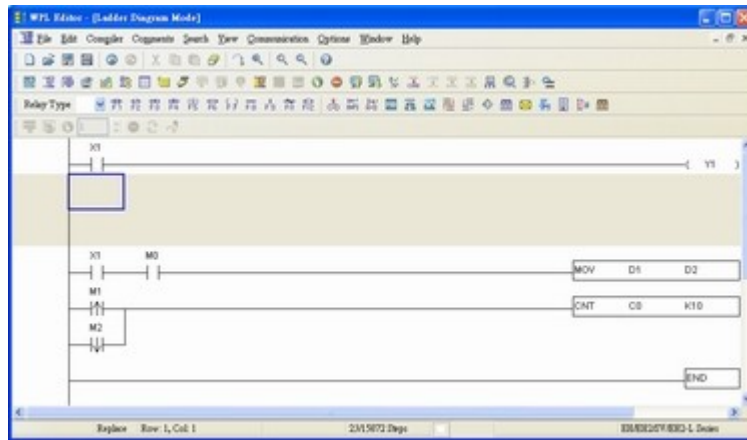 WPL Editor - [Ladder Diagram Mode]
File Edit Compiler Comments Search View Communication Options Window Help
Relay Type
X1
Y1
X1 M0
MOV D1 D2
M1
CNT C0 K10
M2
END
Replace Row: 1, Col: 1 23/15872 Steps